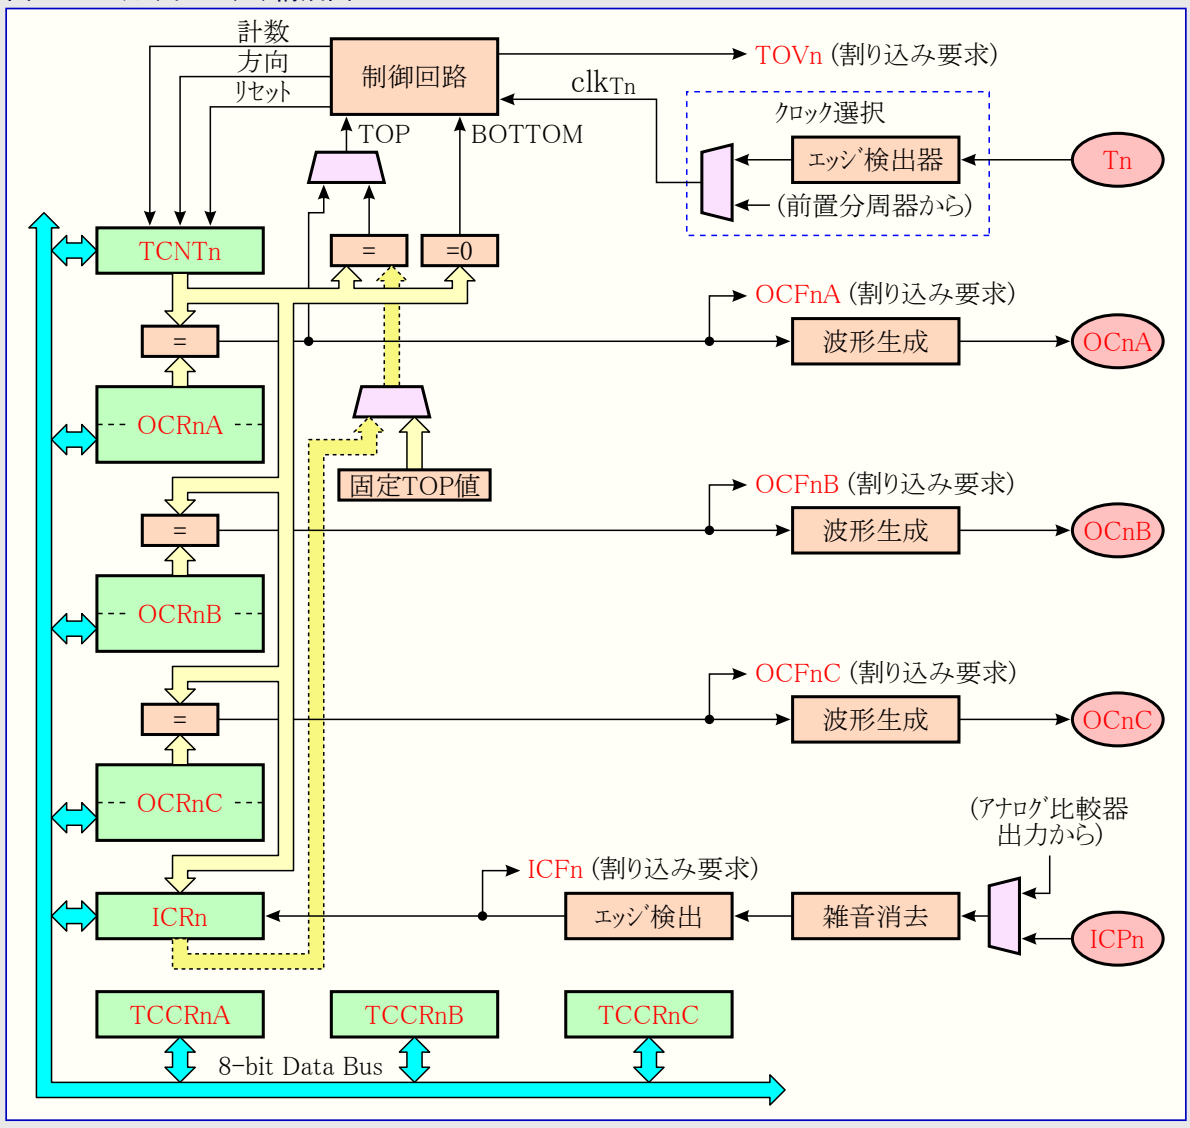 計数
方向
リセット
制御回路
TOVn (割り込み要求)
clkTn
TOP
BOTTOM
クロック選択
エッジ検出器
Tn
(前置分周器から)
TCNTn
=
=0
OCFnA (割り込み要求)
=
波形生成
OCnA
OCRnA
固定TOP値
OCFnB (割り込み要求)
=
波形生成
OCnB
OCRnB
OCFnC (割り込み要求)
=
波形生成
OCnC
OCRnC
(アナログ比較器
出力から)
ICFn (割り込み要求)
ICRn
エッジ検出
雑音消去
ICPn
TCCRnA
TCCRnB
TCCRnC
8-bit Data Bus